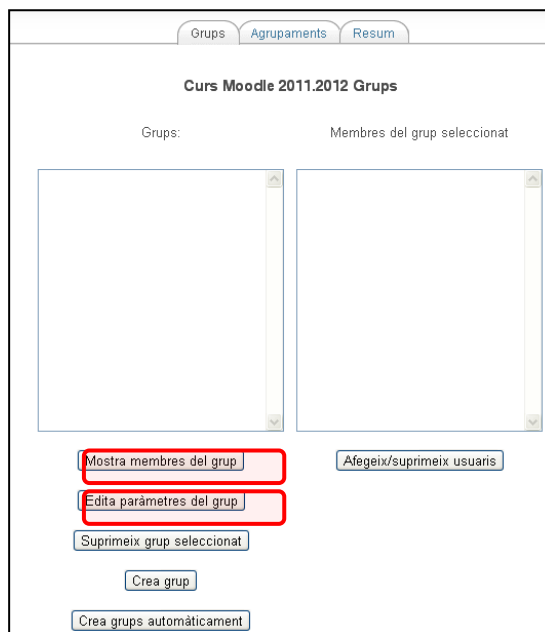 Grups Agrupaments Resum
Curs Moodle 2011.2012 Grups
Grups: Membres del grup seleccionat
Mostra membres del grup Afegeix/suprimeix usuaris
Edita paràmetres del grup
Suprimeix grup seleccionat
Crea grup
Crea grups automàticament